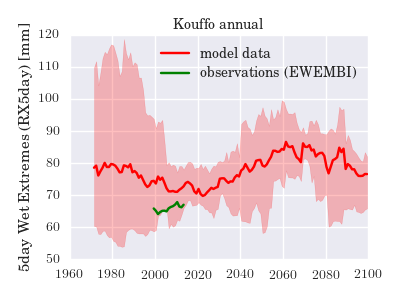 Kouffo annual
5day Wet Extremes (RX5day) [mm]
120
110
100
90
80
70
60
50
model data
observations (EWEMBI)
1960 1980 2000 2020 2040 2060 2080 2100